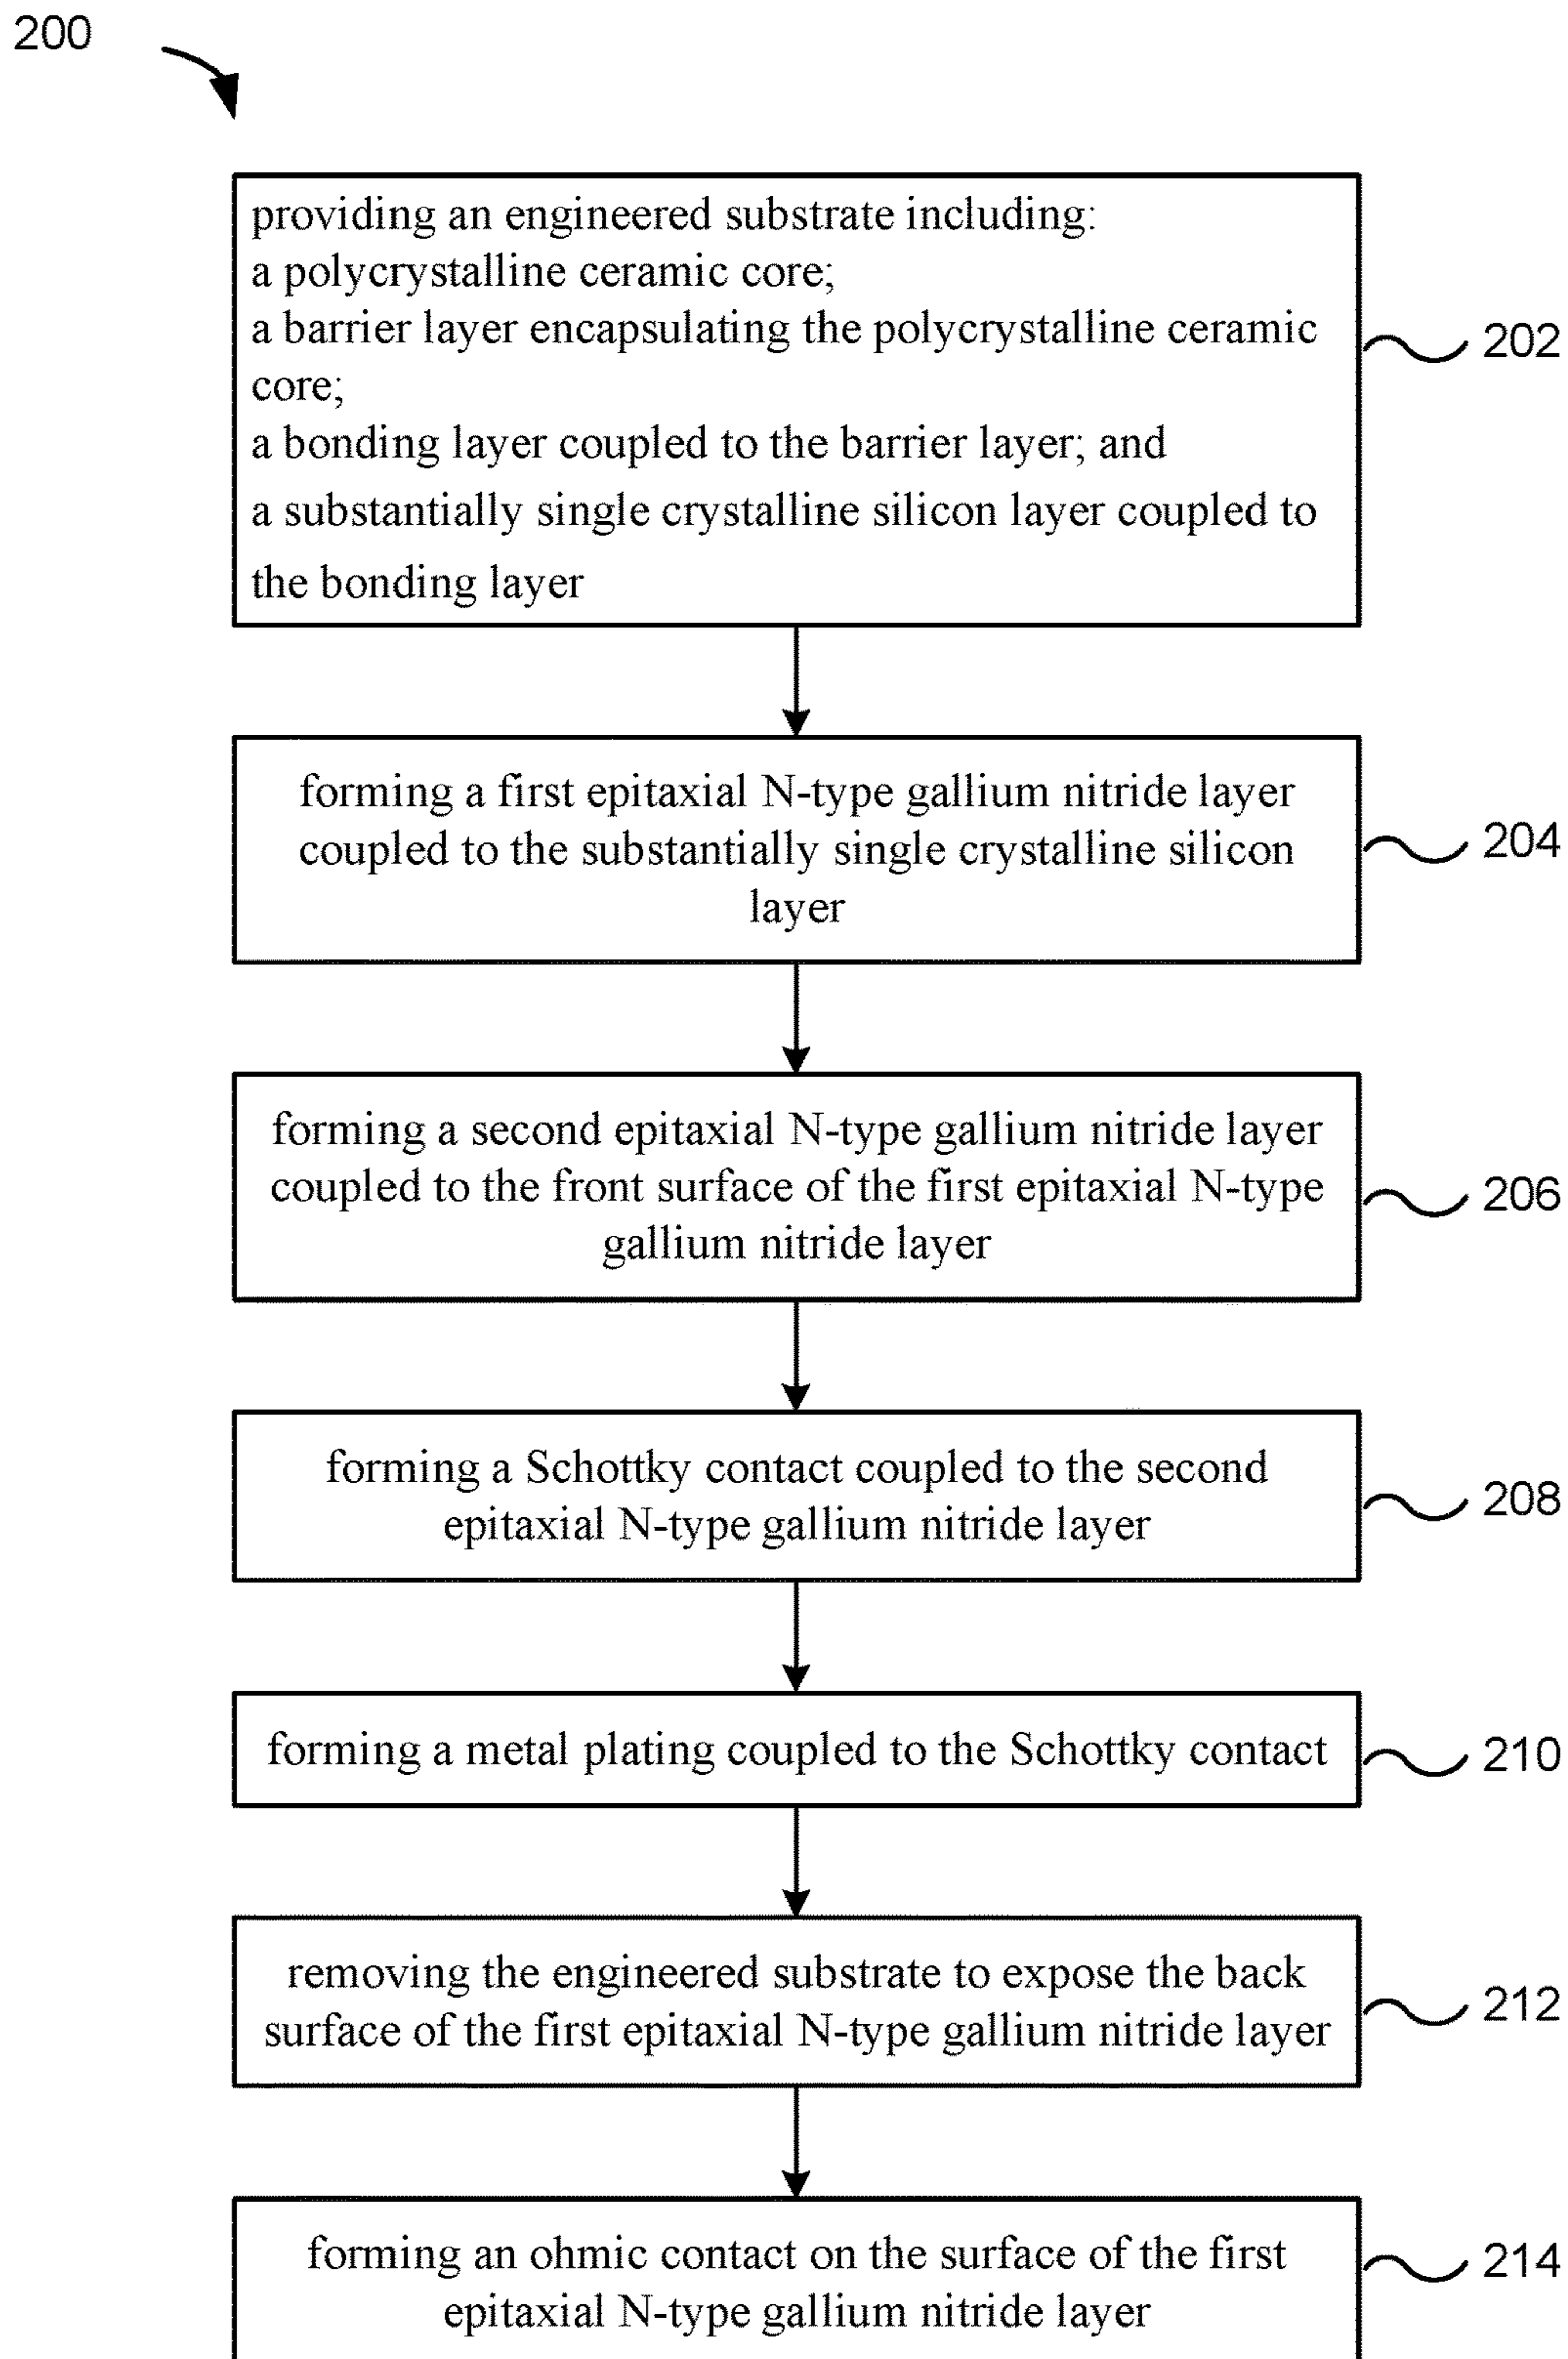 200
providing an engineered substrate including:
a polycrystalline ceramic core;
a barrier layer encapsulating the polycrystalline ceramic
core;
a bonding layer coupled to the barrier layer; and
a substantially single crystalline silicon layer coupled to
the bonding layer
202
forming a first epitaxial N-type gallium nitride layer
coupled to the substantially single crystalline silicon
layer
204
forming a second epitaxial N-type gallium nitride layer
coupled to the front surface of the first epitaxial N-type
gallium nitride layer
206
forming a Schottky contact coupled to the second
epitaxial N-type gallium nitride layer
208
forming a metal plating coupled to the Schottky contact
210
removing the engineered substrate to expose the back
surface of the first epitaxial N-type gallium nitride layer
212
forming an ohmic contact on the surface of the first
epitaxial N-type gallium nitride layer
214